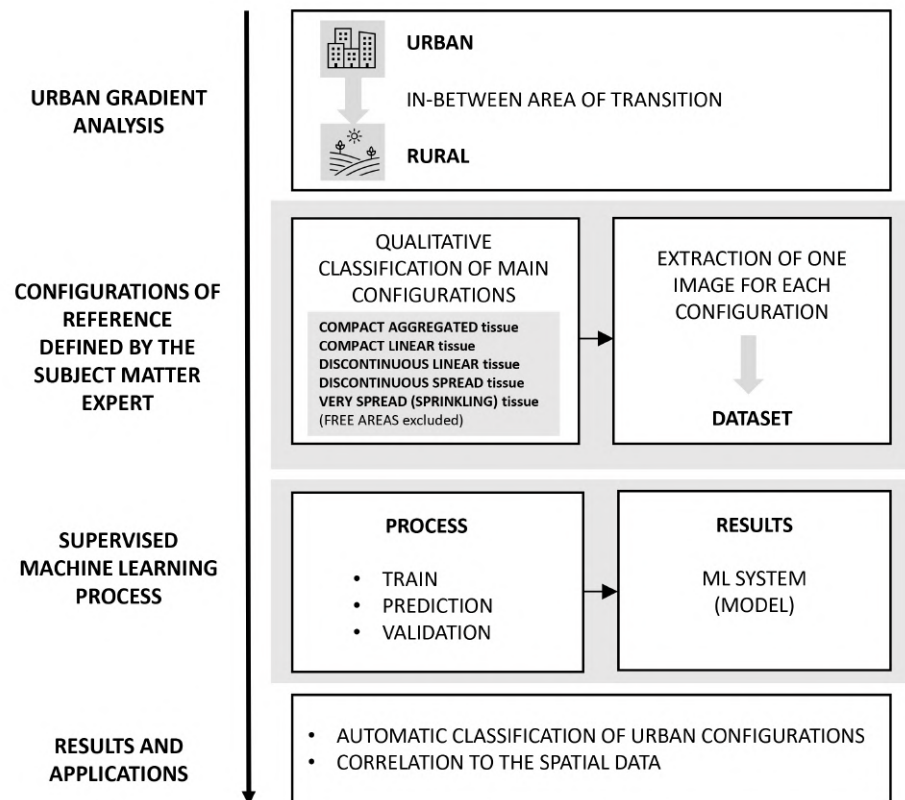 URBAN GRADIENT
ANALYSIS
URBAN
IN-BETWEEN AREA OF TRANSITION
RURAL
CONFIGURATIONS OF
REFERENCE
DEFINED BY THE
SUBJECT MATTER
EXPERT
QUALITATIVE
CLASSIFICATION OF MAIN
CONFIGURATIONS
COMPACT AGGREGATED tissue
COMPACT LINEAR tissue
DISCONTINUOUS LINEAR tissue
DISCONTINUOUS SPREAD tissue
VERY SPREAD (SPRINKLING) tissue
(FREE AREAS excluded)
EXTRACTION OF ONE
IMAGE FOR EACH
CONFIGURATION
DATASET
SUPERVISED
MACHINE LEARNING
PROCESS
PROCESS
• TRAIN
• PREDICTION
• VALIDATION
RESULTS
ML SYSTEM
(MODEL)
RESULTS AND
APPLICATIONS
• AUTOMATIC CLASSIFICATION OF URBAN CONFIGURATIONS
• CORRELATION TO THE SPATIAL DATA